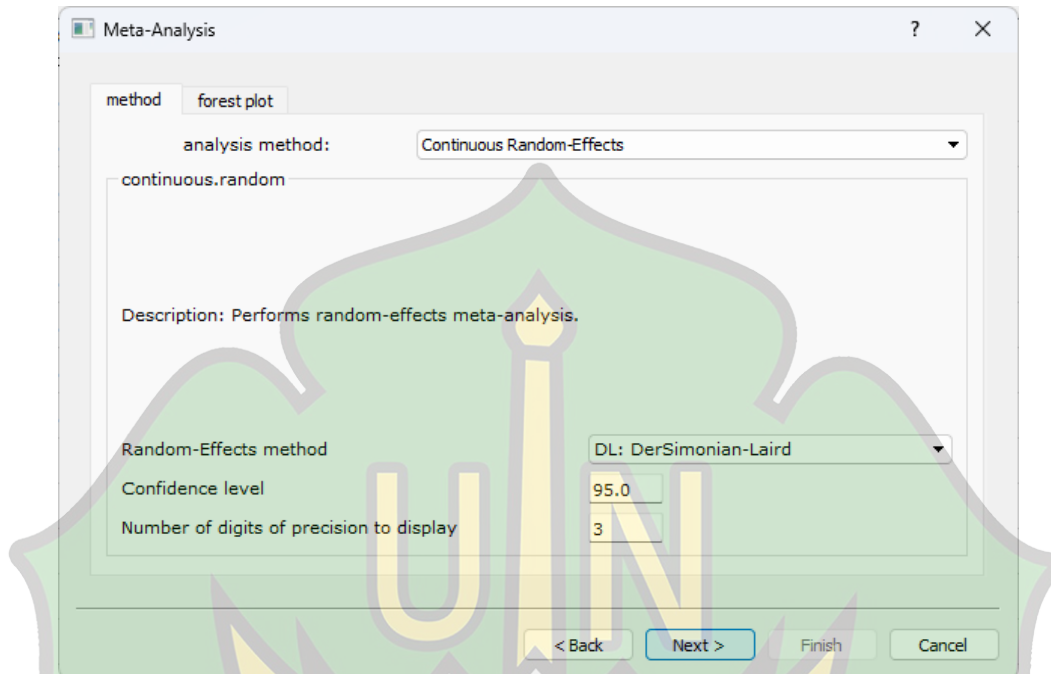 Meta-Analysis ?
method forest plot
analysis method: Continuous Random-Effects
continuous.random
Description: Performs random-effects meta-analysis.
Random-Effects method DL: DerSimonian-Laird
Confidence level 95.0
Number of digits of precision to display 3
UIN
< Back Next > Finish Cancel